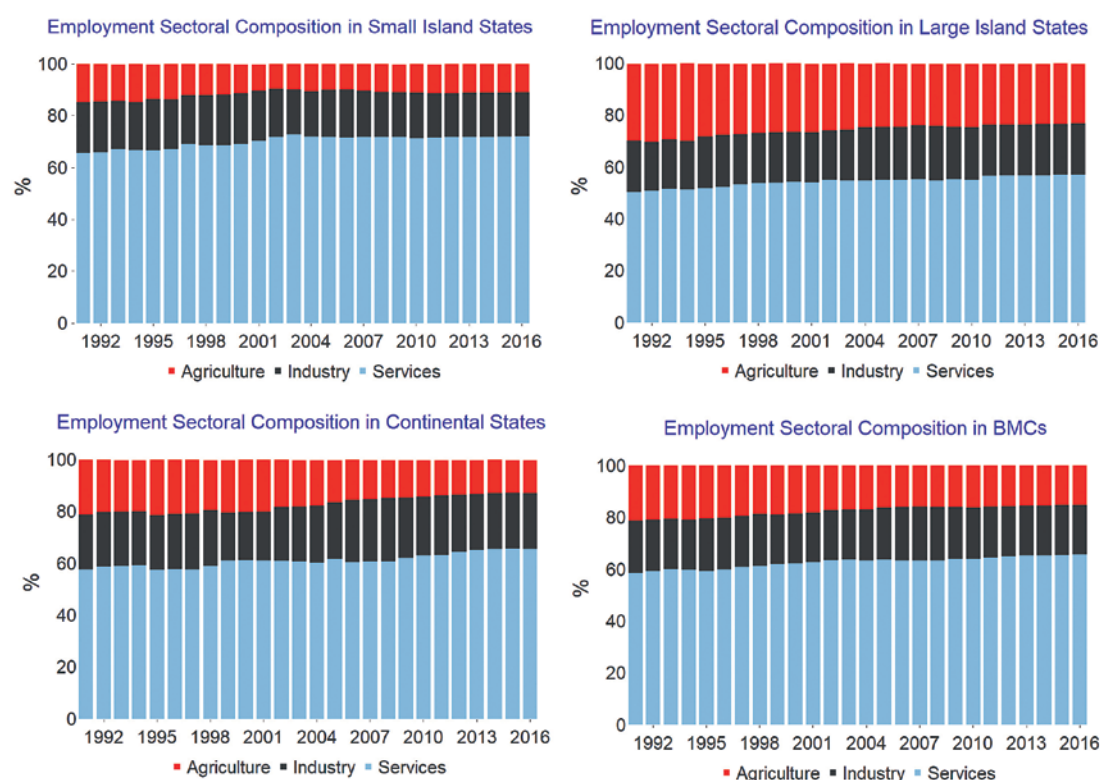 Employment Sectoral Composition in Small Island States
100
80
60
40
20
0
%
1992 1995 1998 2001 2004 2007 2010 2013 2016
Agriculture Industry Services
Employment Sectoral Composition in Large Island States
100
80
60
40
20
0
%
1992 1995 1998 2001 2004 2007 2010 2013 2016
Agriculture Industry Services
Employment Sectoral Composition in Continental States
100
80
60
40
20
0
%
1992 1995 1998 2001 2004 2007 2010 2013 2016
Agriculture Industry Services
Employment Sectoral Composition in BMCs
100
80
60
40
20
0
%
1992 1995 1998 2001 2004 2007 2010 2013 2016
Agriculture Industry Services